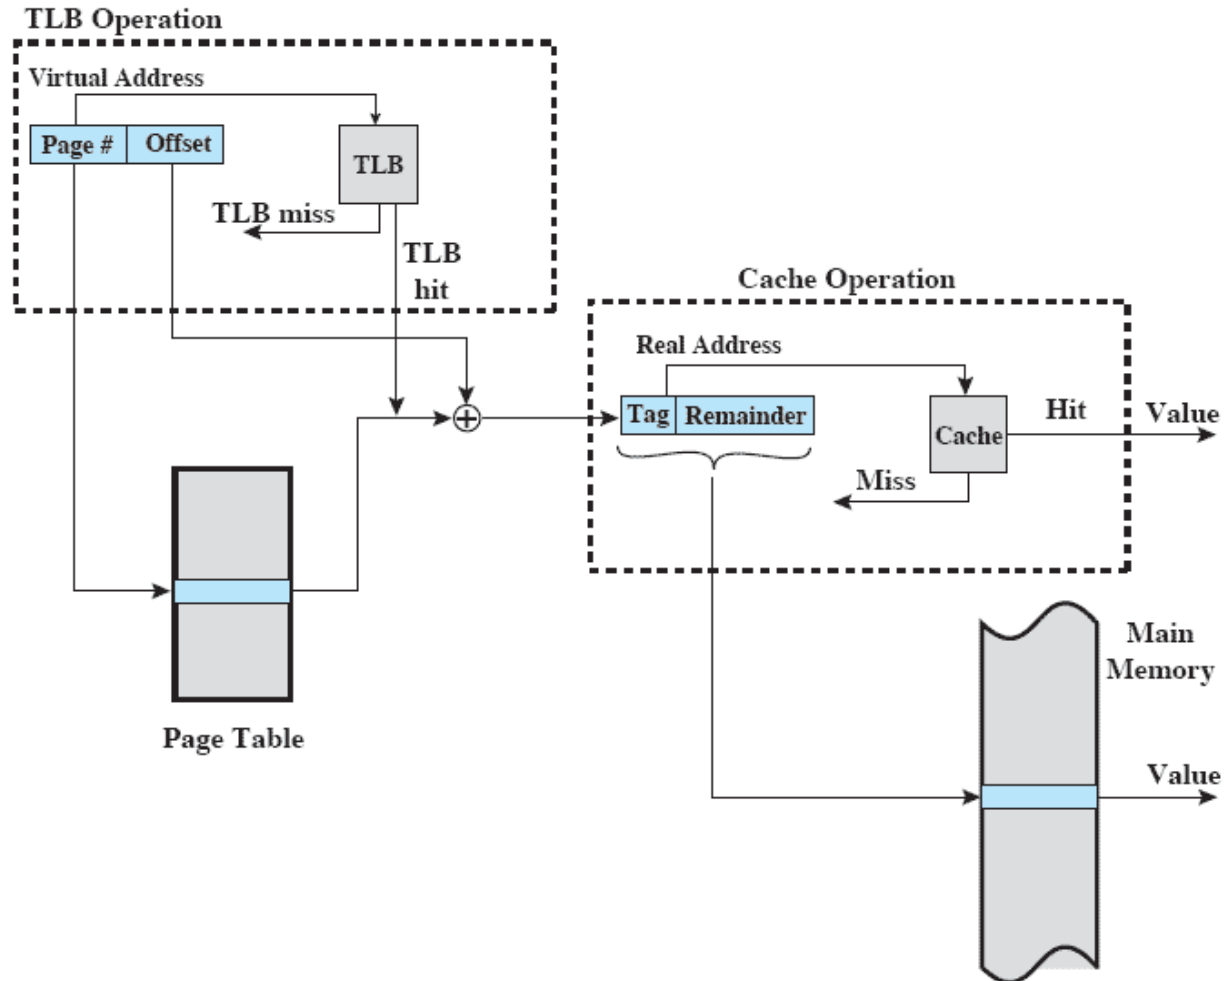 TLB Operation
Virtual Address
Page #
Offset
TLB
TLB miss
TLB
hit
Cache Operation
Real Address
Tag
Remainder
Cache
Hit
Value
Miss
Page Table
Main
Memory
Value